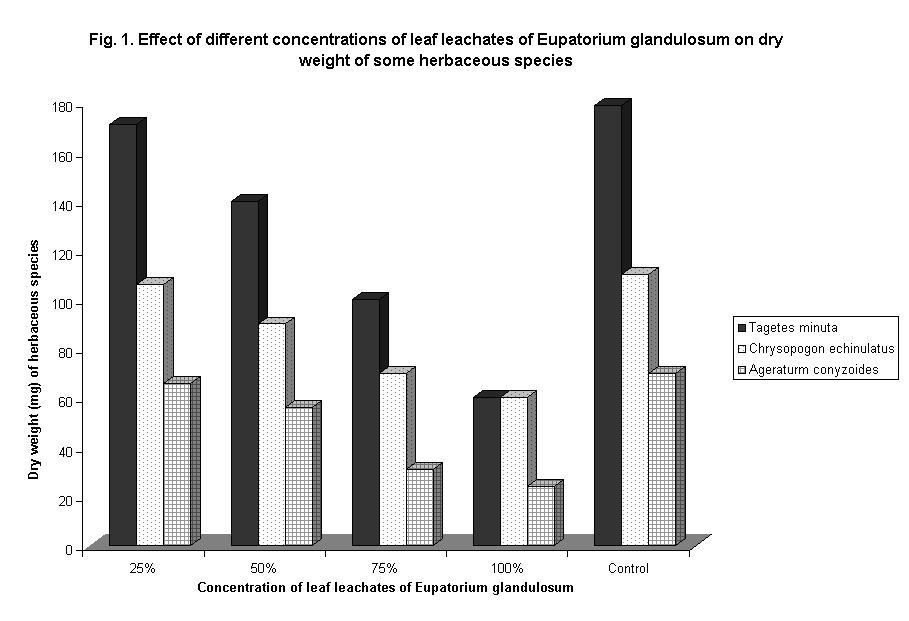 Fig. 1. Effect of different concentrations of leaf leachates of Eupatorium glandulosum on dry
weight of some herbaceous species
Dry weight (mg) of herbaceous species
180
160
140
120
100
80
60
40
20
0
25%
50%
75%
100%
Control
Concentration of leaf leachates of Eupatorium glandulosum
Tagetes minuta
Chrysopogon echinulatus
Ageraturm conyzoides